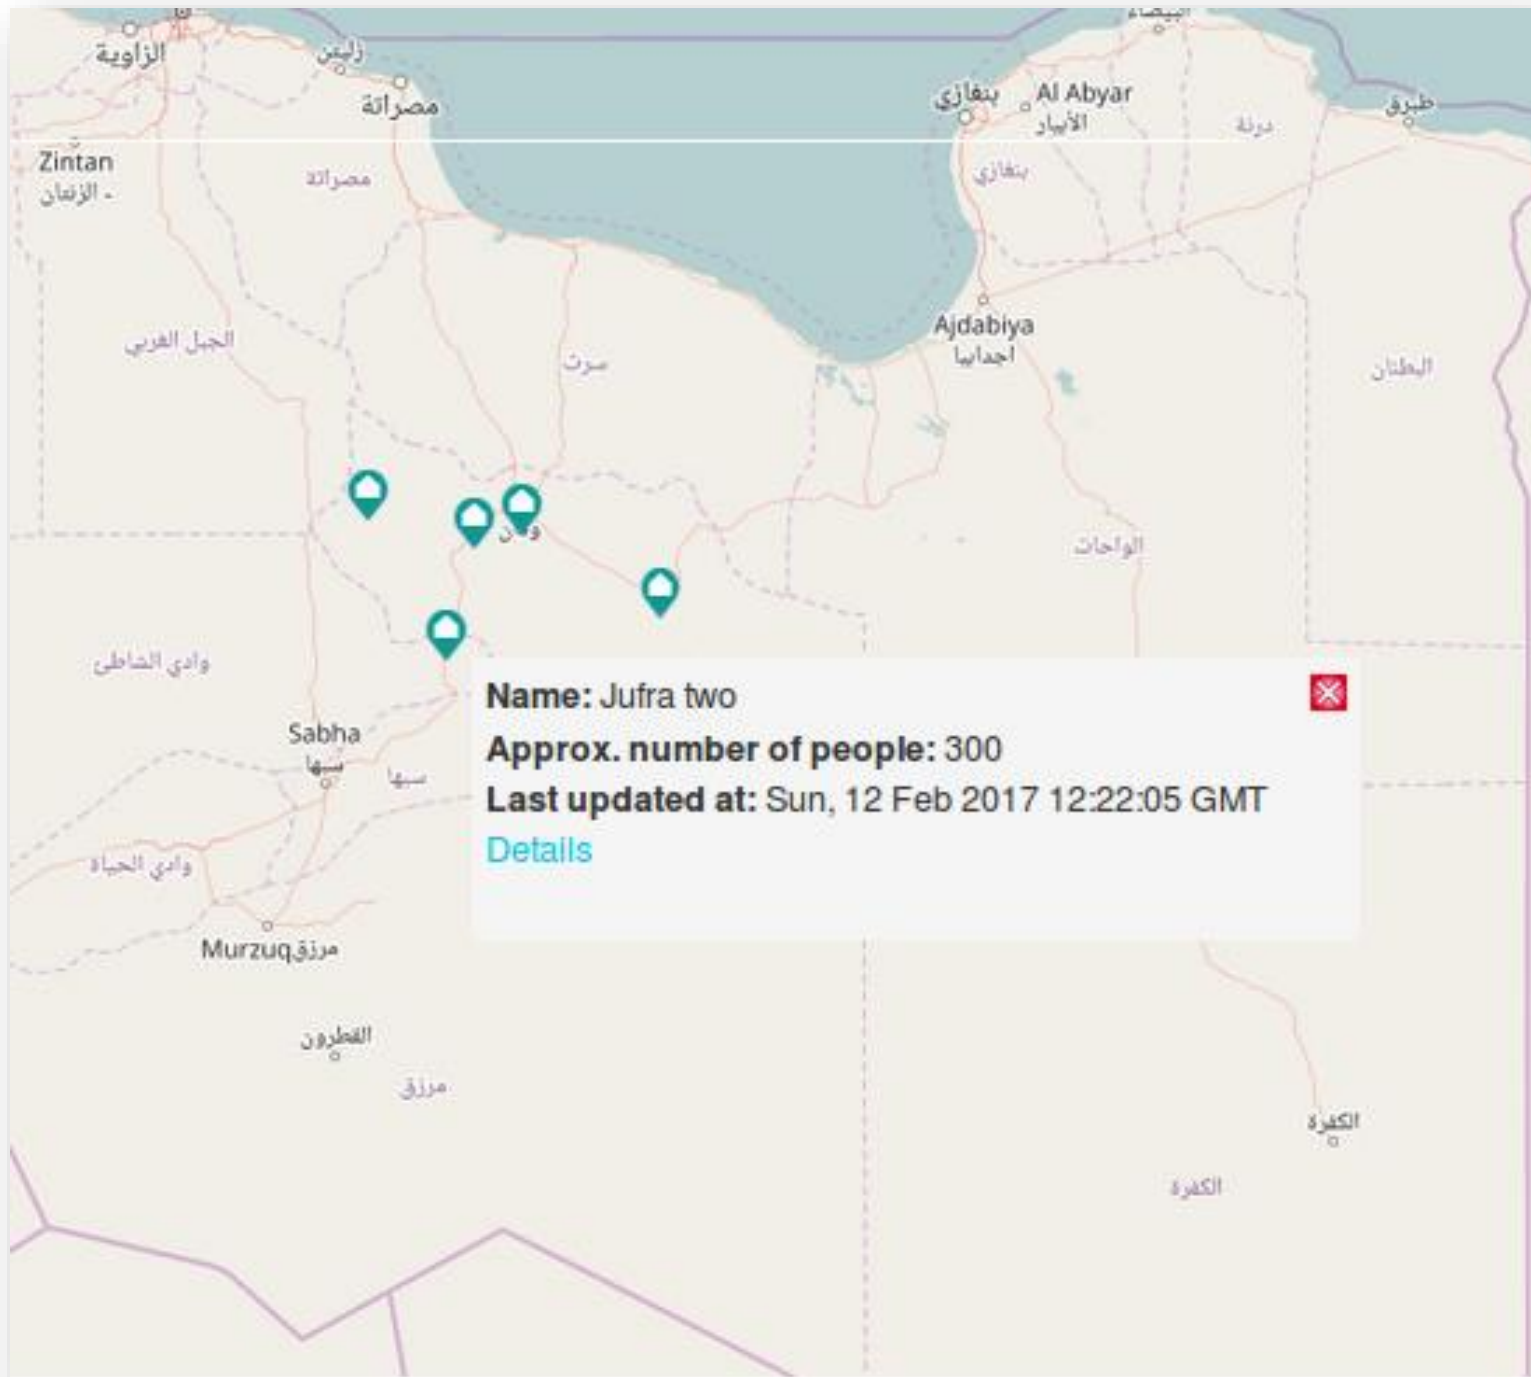 البيضاء
الزاوية
زليتن
مصراتة
بنغازي
Al Abyar
الأبيار
طبرق
درنة
Zintan
الزنتان -
مصراتة
بنغازي
Ajdabiya
اجدابيا
الجبل الغربي
سرت
البطنان
الواحات
وادي الشاطئ
Name: Jufra two
Approx. number of people: 300
Last updated at: Sun, 12 Feb 2017 12:22:05 GMT
Details
Sabha
سبها
سبها
وادي الحياة
Murzuq مرزق
القطرون
مرزق
الكفرة
الكفرة